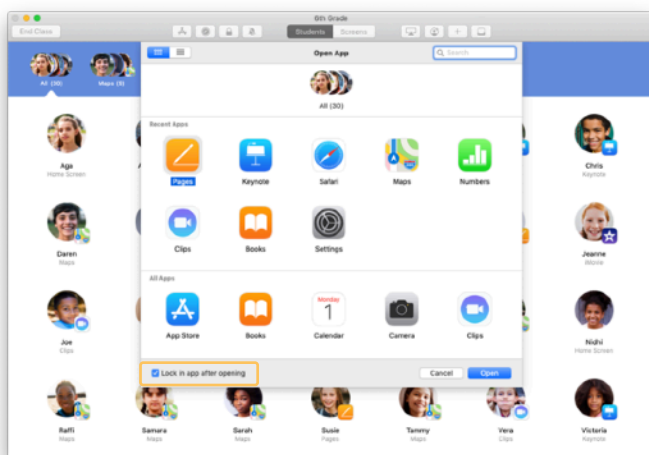 6th Grade
End Class
Students Screens
Open App
Search
All (30) Maps (9)
All (30)
Recent Apps
Pages Keynote Safari Maps Numbers
Clips Books Settings
All Apps
App Store Books Calendar Camera Clips
Monday
1
Lock in app after opening
Cancel Open
Aga
Home Screen
Chris
Keynote
Daren
Maps
Jeanne
iMovie
Joe
Clips
Nidhi
Home Screen
Raffi Samara Sarah Susie Tammy Vera Victoria
Maps Maps Maps Pages Maps Clips Keynote